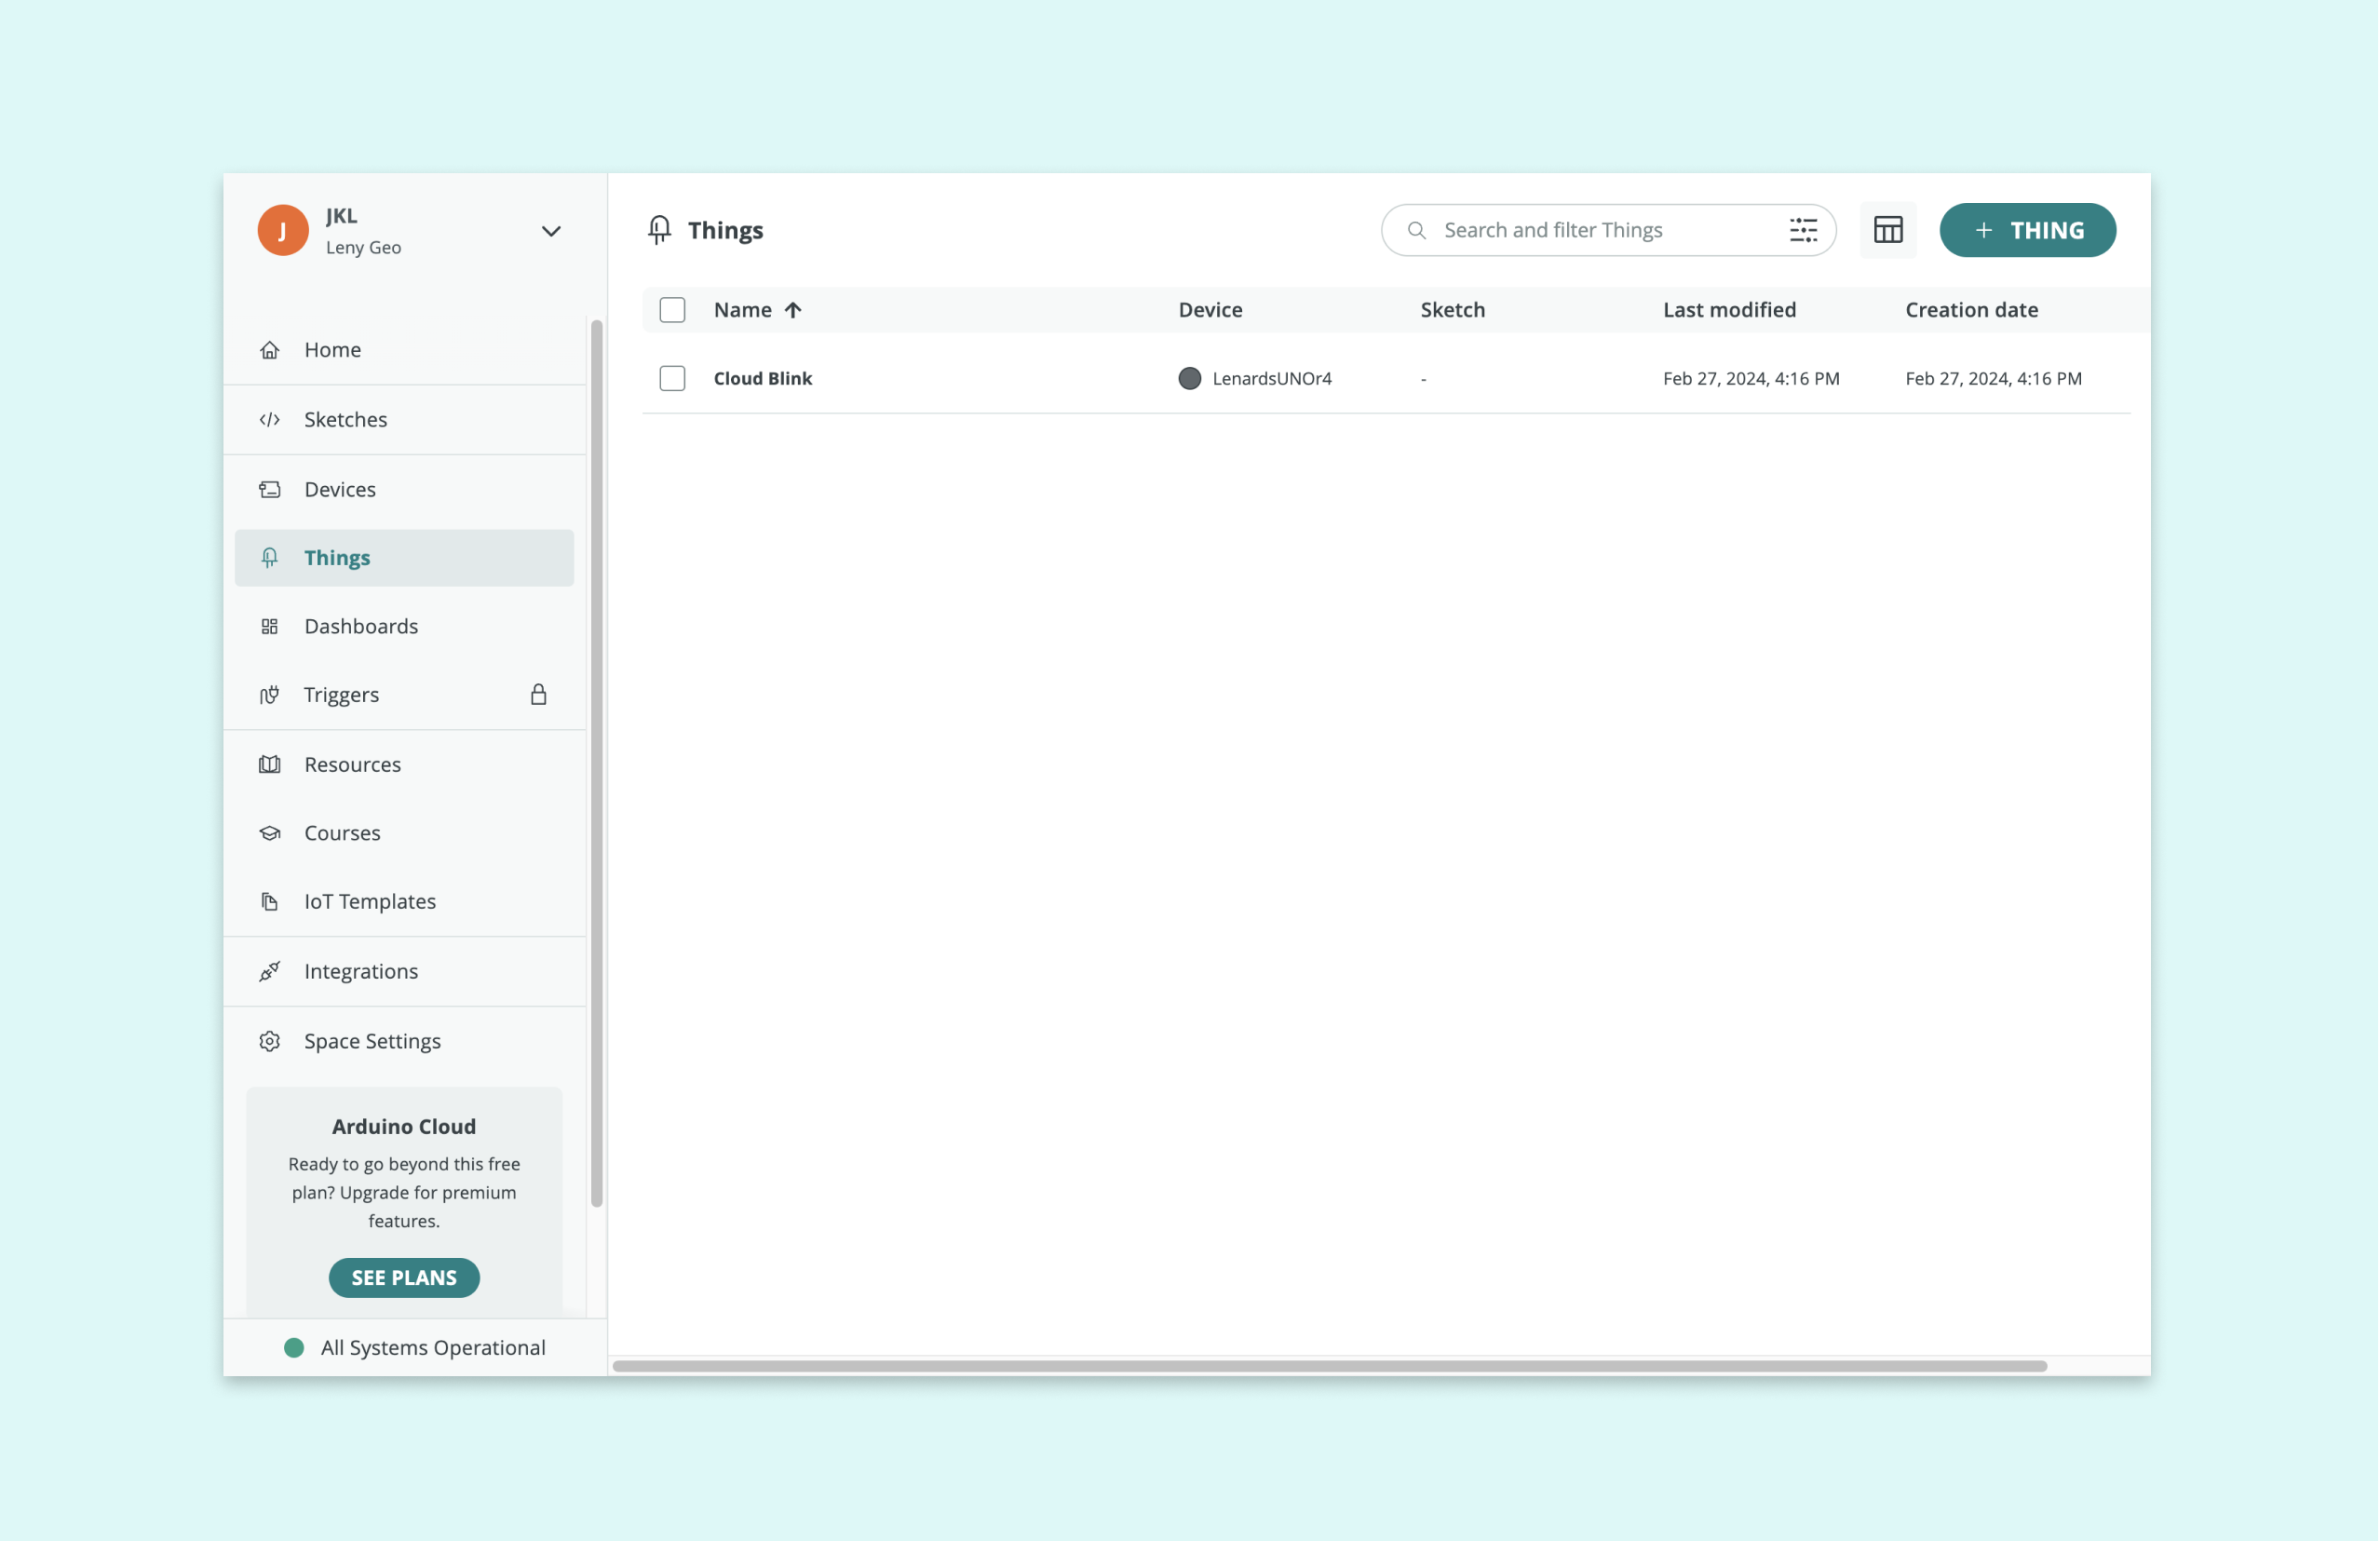 J
JKL
Leny Geo
Home
Sketches
Devices
Things
Dashboards
Triggers
Resources
Courses
IoT Templates
Integrations
Space Settings
Arduino Cloud
Ready to go beyond this free
plan? Upgrade for premium
features.
SEE PLANS
All Systems Operational
Things
Search and filter Things
+ THING
Name Device Sketch Last modified Creation date
Cloud Blink LenardsUNOr4 - Feb 27, 2024, 4:16 PM Feb 27, 2024, 4:16 PM